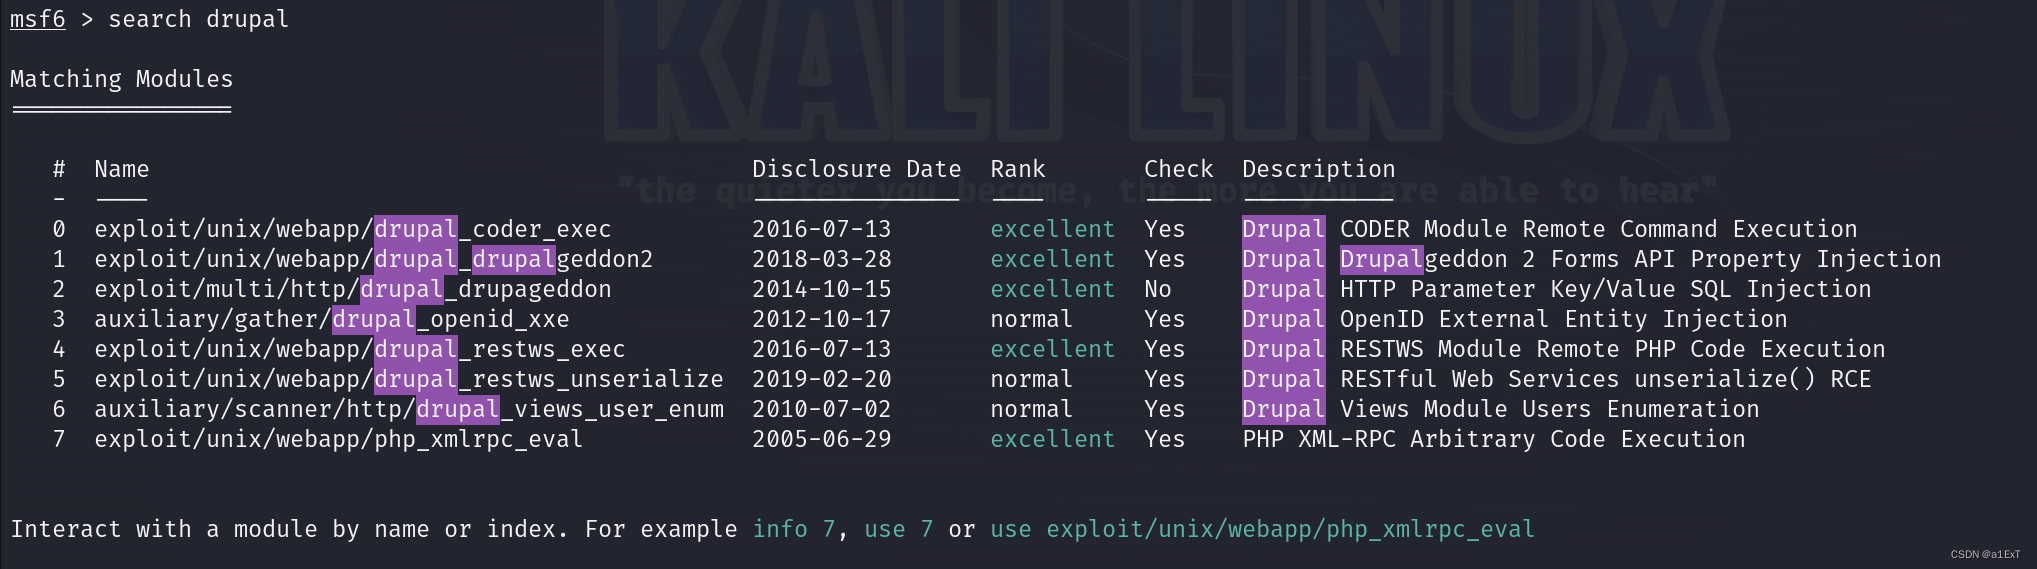 KALI LINUX
"the quieter you become, the more you are able to hear"
msf6 > search drupal
Matching Modules
================
# Name Disclosure Date Rank Check Description
- ---- --------------- ---- ----- -----------
0 exploit/unix/webapp/drupal_coder_exec 2016-07-13 excellent Yes Drupal CODER Module Remote Command Execution
1 exploit/unix/webapp/drupal_drupalgeddon2 2018-03-28 excellent Yes Drupal Drupalgeddon 2 Forms API Property Injection
2 exploit/multi/http/drupal_drupageddon 2014-10-15 excellent No Drupal HTTP Parameter Key/Value SQL Injection
3 auxiliary/gather/drupal_openid_xxe 2012-10-17 normal Yes Drupal OpenID External Entity Injection
4 exploit/unix/webapp/drupal_restws_exec 2016-07-13 excellent Yes Drupal RESTWS Module Remote PHP Code Execution
5 exploit/unix/webapp/drupal_restws_unserialize 2019-02-20 normal Yes Drupal RESTful Web Services unserialize() RCE
6 auxiliary/scanner/http/drupal_views_user_enum 2010-07-02 normal Yes Drupal Views Module Users Enumeration
7 exploit/unix/webapp/php_xmlrpc_eval 2005-06-29 excellent Yes PHP XML-RPC Arbitrary Code Execution
Interact with a module by name or index. For example info 7, use 7 or use exploit/unix/webapp/php_xmlrpc_eval
CSDN @a1ExT